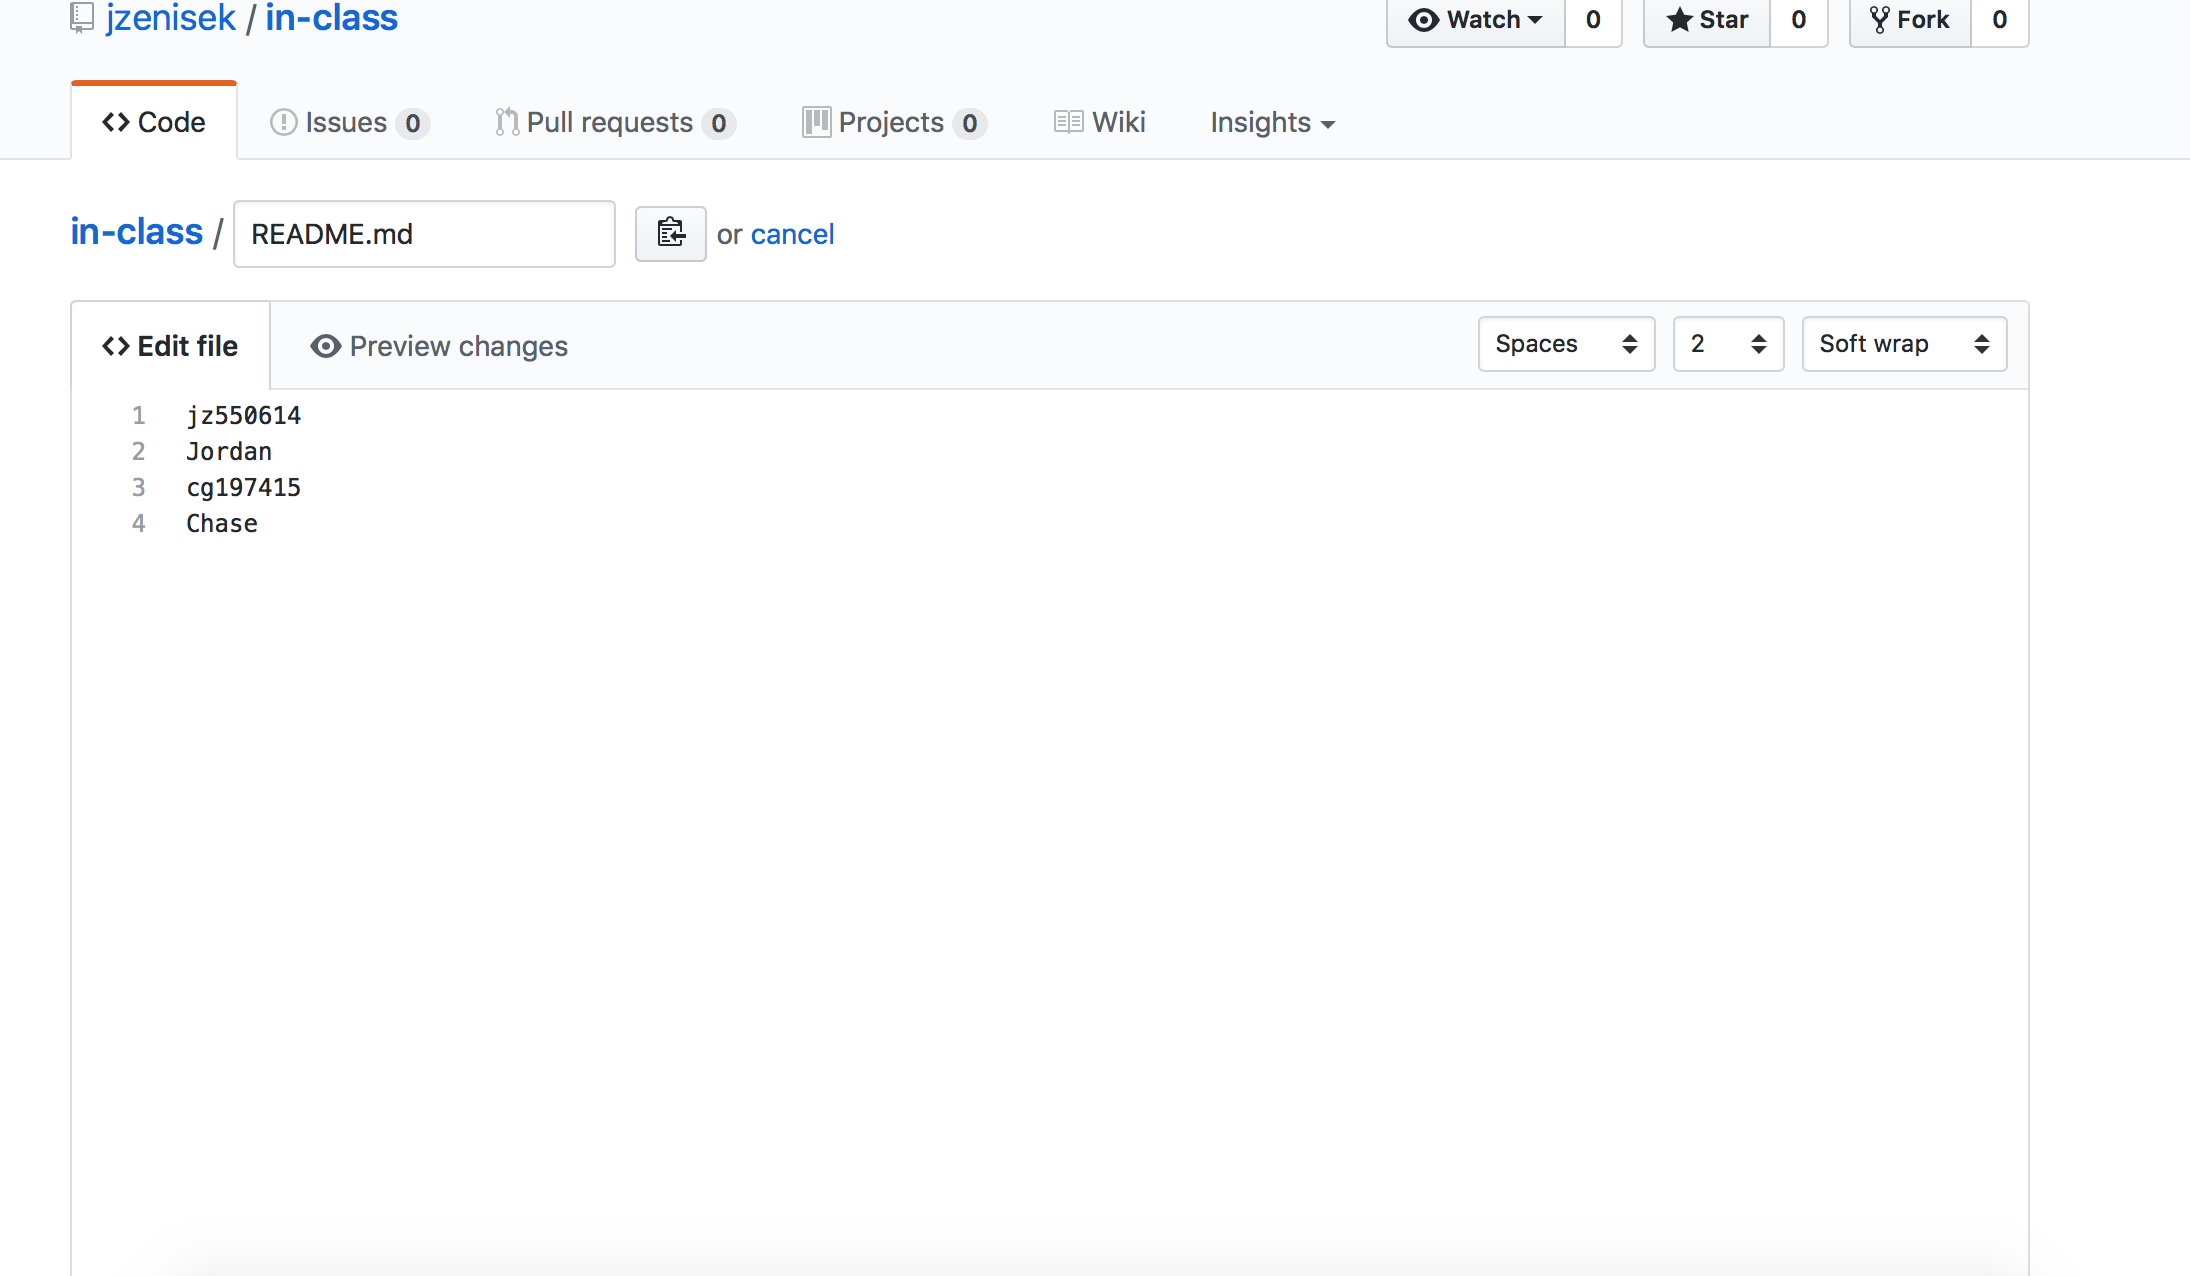 jzenisek / in-class
Watch 0 Star 0 Fork 0
Code Issues 0 Pull requests 0 Projects 0 Wiki Insights
in-class / README.md or cancel
Edit file Preview changes Spaces 2 Soft wrap
1 jz550614
2 Jordan
3 cg197415
4 Chase